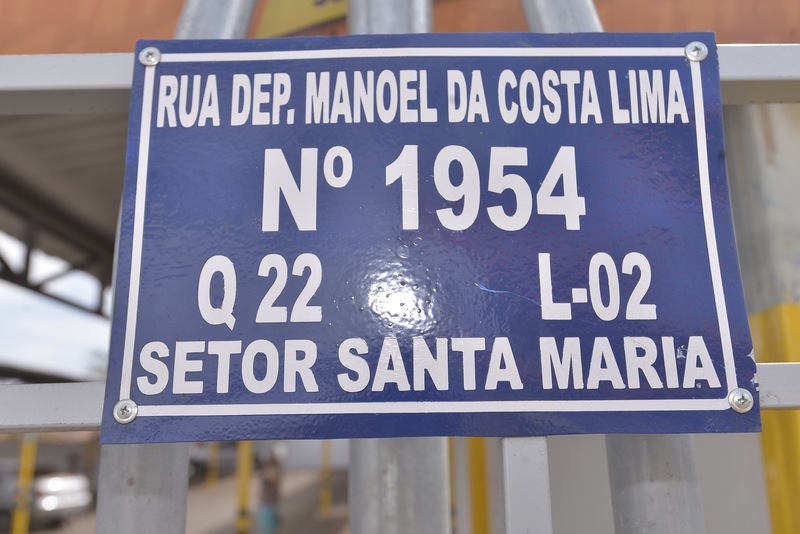 RUA DEP. MANOEL DA COSTA LIMA
Nº 1954
Q 22 L-02
SETOR SANTA MARIA